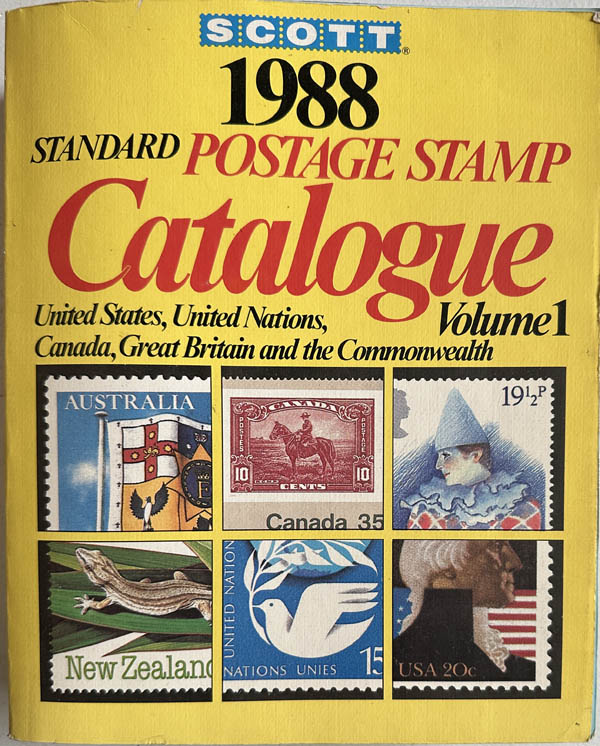 SCOTT®
1988
STANDARD POSTAGE STAMP
Catalogue
United States, United Nations, Volume 1
Canada, Great Britain and the Commonwealth
AUSTRALIA
CANADA
POSTES POSTAGE
10 10
CENTS
Canada 35
19½P
New Zealand
UNITED NATION
NATIONS UNIES 15
USA 20c